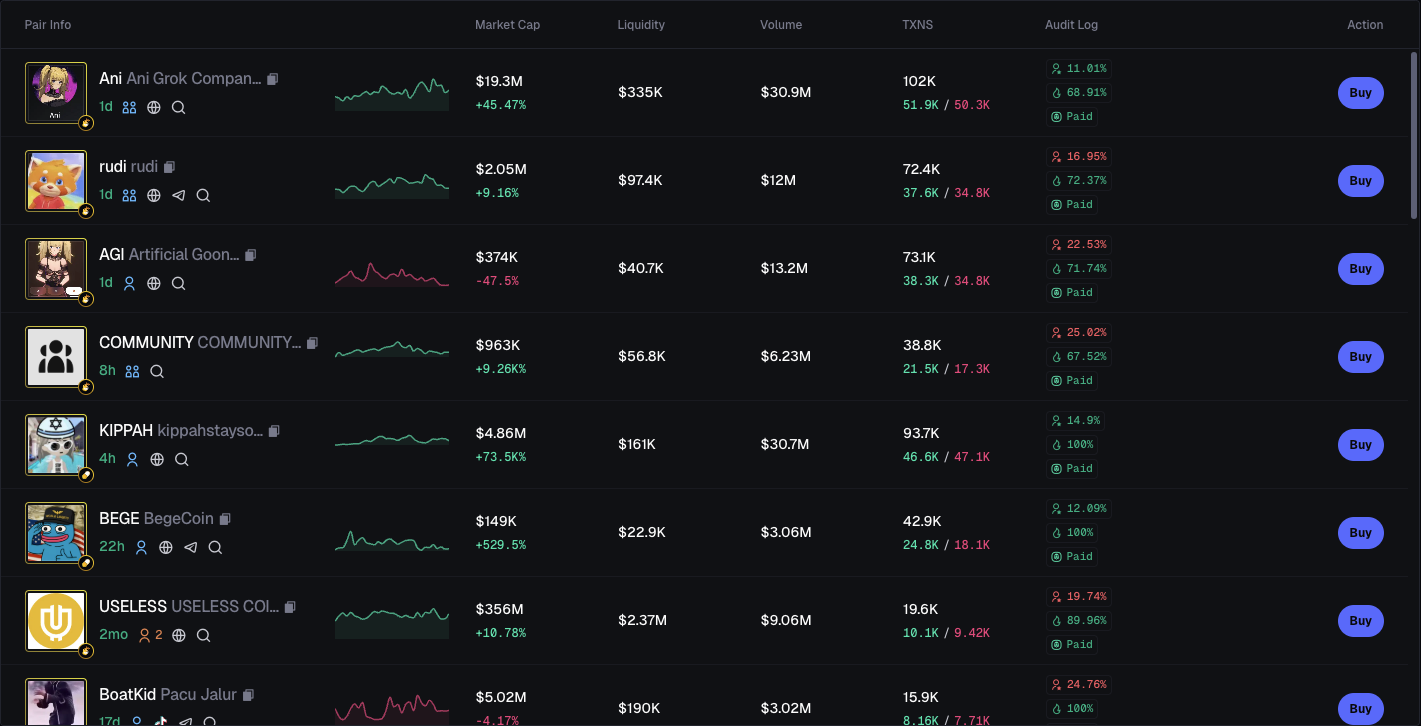 Pair Info Market Cap Liquidity Volume TXNS Audit Log Action
Ani Ani Grok Compan...
1d
Ani
$19.3M
+45.47%
$335K
$30.9M
102K
51.9K / 50.3K
11.01%
68.91%
Paid
Buy
rudi rudi
1d
$2.05M
+9.16%
$97.4K
$12M
72.4K
37.6K / 34.8K
16.95%
72.37%
Paid
Buy
AGI Artificial Goon...
1d
$374K
-47.5%
$40.7K
$13.2M
73.1K
38.3K / 34.8K
22.53%
71.74%
Paid
Buy
COMMUNITY COMMUNITY...
8h
$963K
+9.26K%
$56.8K
$6.23M
38.8K
21.5K / 17.3K
25.02%
67.52%
Paid
Buy
KIPPAH kippahstayso...
4h
$4.86M
+73.5K%
$161K
$30.7M
93.7K
46.6K / 47.1K
14.9%
100%
Paid
Buy
BEGE BegeCoin
22h
$149K
+529.5%
$22.9K
$3.06M
42.9K
24.8K / 18.1K
12.09%
100%
Paid
Buy
USELESS USELESS COI...
2mo 2
$356M
+10.78%
$2.37M
$9.06M
19.6K
10.1K / 9.42K
19.74%
89.96%
Paid
Buy
BoatKid Pacu Jalur
17d
$5.02M
-4.17%
$190K
$3.02M
15.9K
8.16K / 7.71K
24.76%
100%
Buy